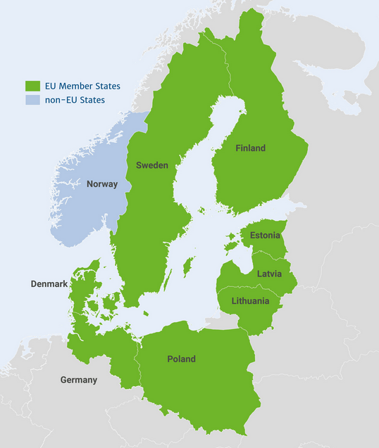 EU Member States
non-EU States
Finland
Sweden
Norway
Estonia
Latvia
Denmark
Lithuania
Poland
Germany